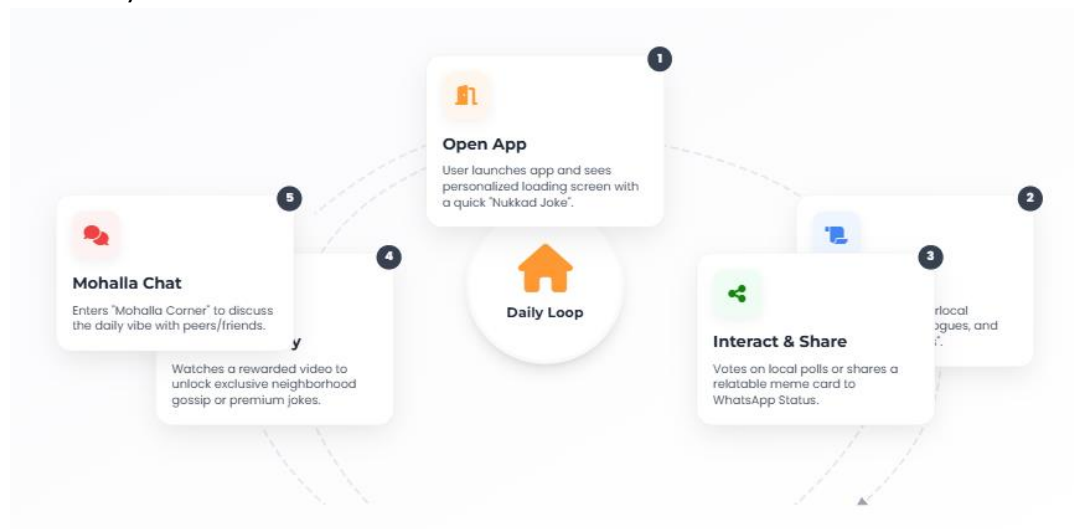 1
Open App
User launches app and sees
personalized loading screen with
a quick "Nukkad Joke".
2
rlocal
ogues, and
3
Interact & Share
Votes on local polls or shares a
relatable meme card to
WhatsApp Status.
4
y
Watches a rewarded video to
unlock exclusive neighborhood
gossip or premium jokes.
5
Mohalla Chat
Enters "Mohalla Corner" to discuss
the daily vibe with peers/friends.
Daily Loop